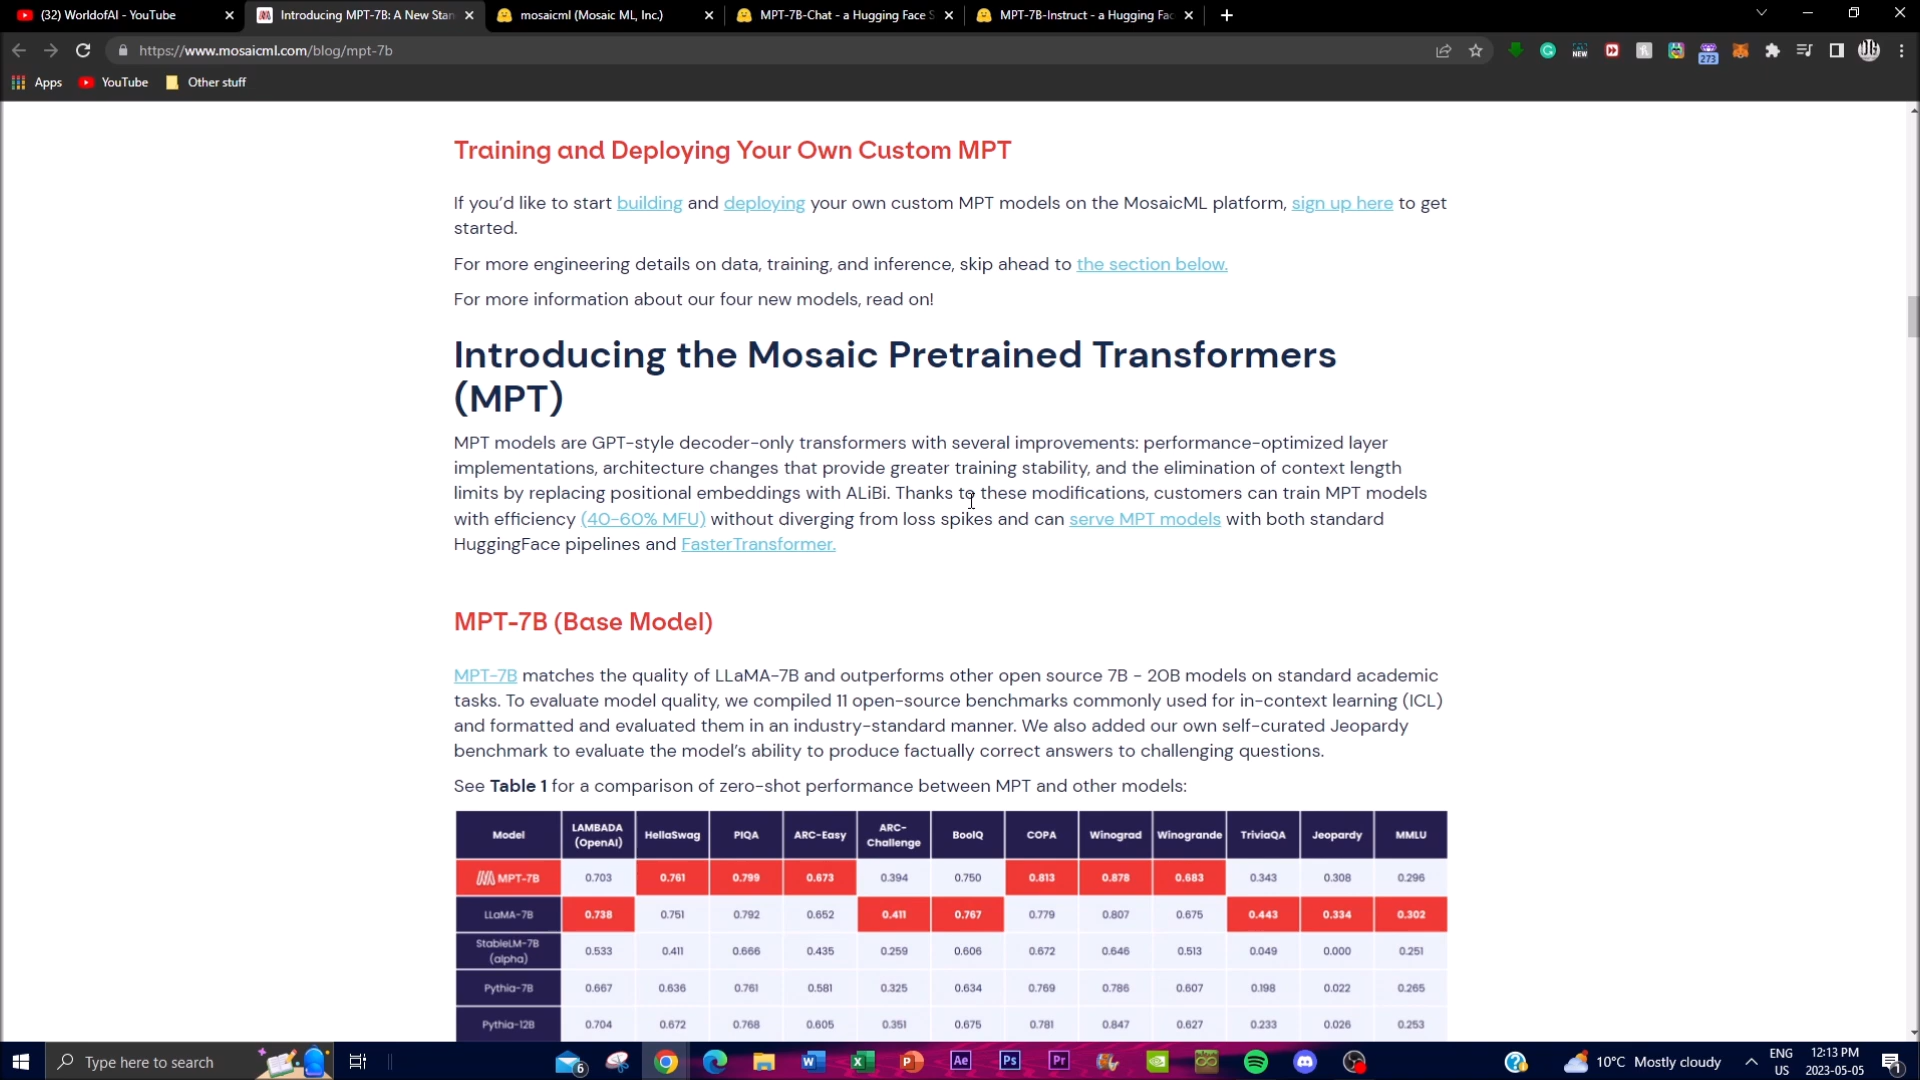 (32) WorldofAI - YouTube
Introducing MPT-7B: A New Stan
mosaicml (Mosaic ML, Inc.)
MPT-7B-Chat - a Hugging Face S
MPT-7B-Instruct - a Hugging Fac
https://www.mosaicml.com/blog/mpt-7b
NEW
273
Apps
YouTube
Other stuff
Training and Deploying Your Own Custom MPT
If you'd like to start building and deploying your own custom MPT models on the MosaicML platform, sign up here to get
started.
For more engineering details on data, training, and inference, skip ahead to the section below.
For more information about our four new models, read on!
Introducing the Mosaic Pretrained Transformers
(MPT)
MPT models are GPT-style decoder-only transformers with several improvements: performance-optimized layer
implementations, architecture changes that provide greater training stability, and the elimination of context length
limits by replacing positional embeddings with ALiBi. Thanks to these modifications, customers can train MPT models
with efficiency (40-60% MFU) without diverging from loss spikes and can serve MPT models with both standard
HuggingFace pipelines and FasterTransformer.
MPT-7B (Base Model)
MPT-7B matches the quality of LLaMA-7B and outperforms other open source 7B - 20B models on standard academic
tasks. To evaluate model quality, we compiled 11 open-source benchmarks commonly used for in-context learning (ICL)
and formatted and evaluated them in an industry-standard manner. We also added our own self-curated Jeopardy
benchmark to evaluate the model's ability to produce factually correct answers to challenging questions.
See Table 1 for a comparison of zero-shot performance between MPT and other models:
Model LAMBADA (OpenAI) HellaSwag PIQA ARC-Easy ARC-Challenge BoolQ COPA Winograd Winogrande TriviaQA Jeopardy MMLU
MPT-7B 0.703 0.761 0.799 0.673 0.394 0.750 0.813 0.878 0.683 0.343 0.308 0.296
LLaMA-7B 0.738 0.751 0.792 0.652 0.411 0.767 0.779 0.807 0.675 0.443 0.334 0.302
StableLM-7B (alpha) 0.533 0.411 0.666 0.435 0.259 0.606 0.672 0.646 0.513 0.049 0.000 0.251
Pythia-7B 0.667 0.636 0.761 0.581 0.325 0.634 0.769 0.786 0.607 0.198 0.022 0.265
Pythia-12B 0.704 0.672 0.768 0.605 0.351 0.675 0.781 0.847 0.627 0.233 0.026 0.253
Type here to search
6
W
X
P
Ae
Ps
Pr
10°C Mostly cloudy
ENG
US
12:13 PM
2023-05-05
1